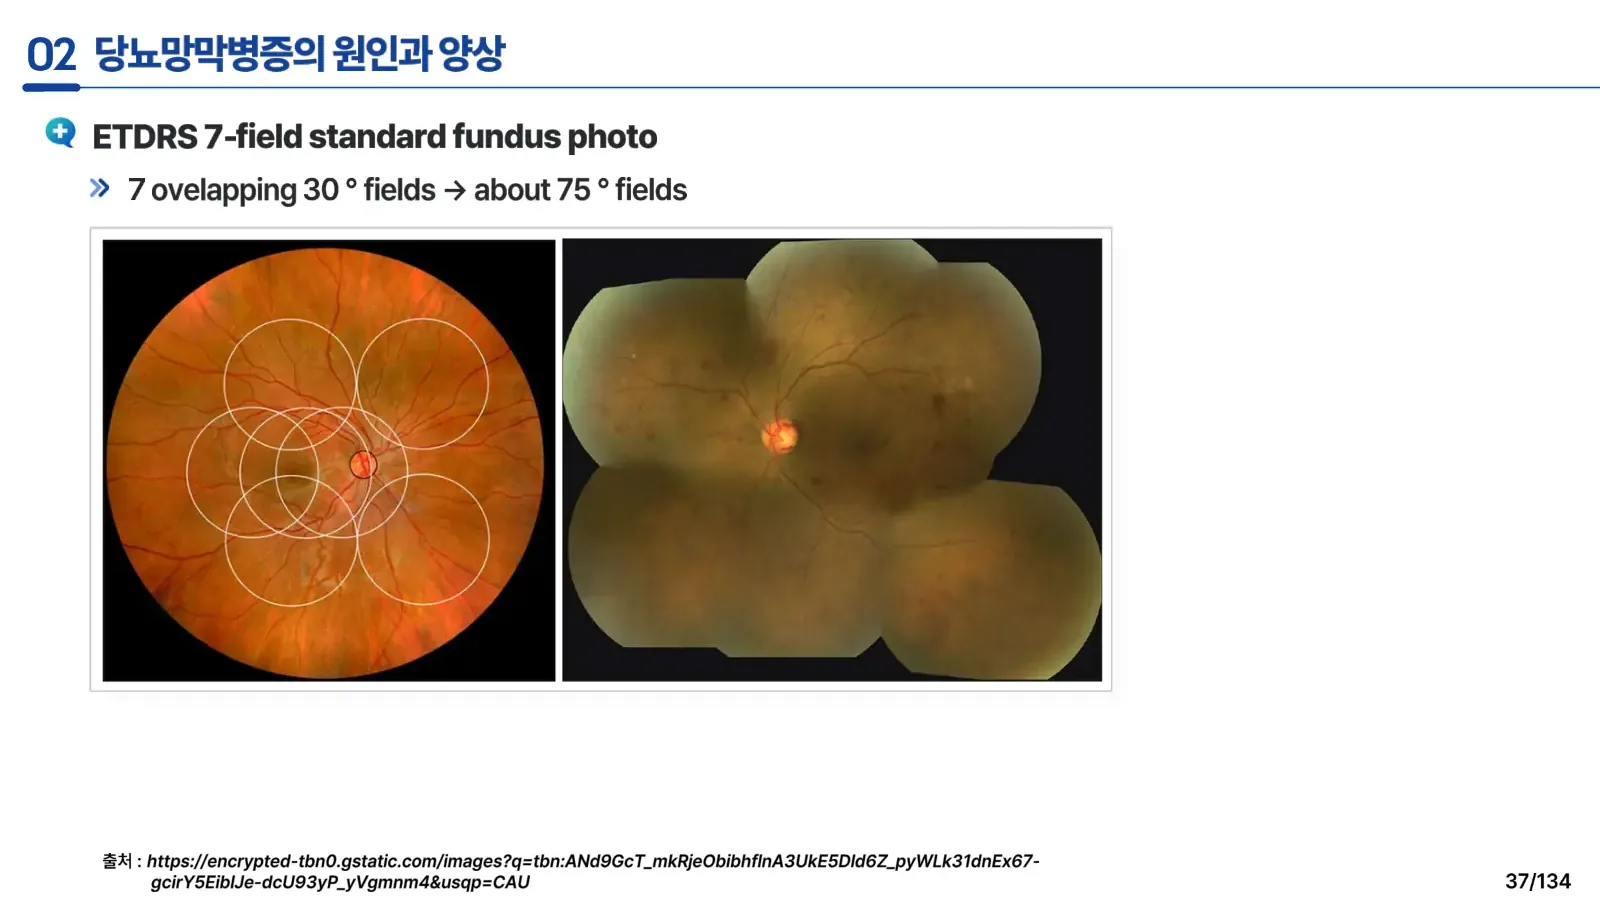 02 당뇨망막병증의 원인과 양상
ETDRS 7-field standard fundus photo
7 ovelapping 30 ° fields → about 75 ° fields
출처 : https://encrypted-tbn0.gstatic.com/images?q=tbn:ANd9GcT_mkRjeObibhfInA3UkE5DId6Z_pyWLk31dnEx67-
gcirY5EiblJe-dcU93yP_yVgmnm4&usqp=CAU
37/134